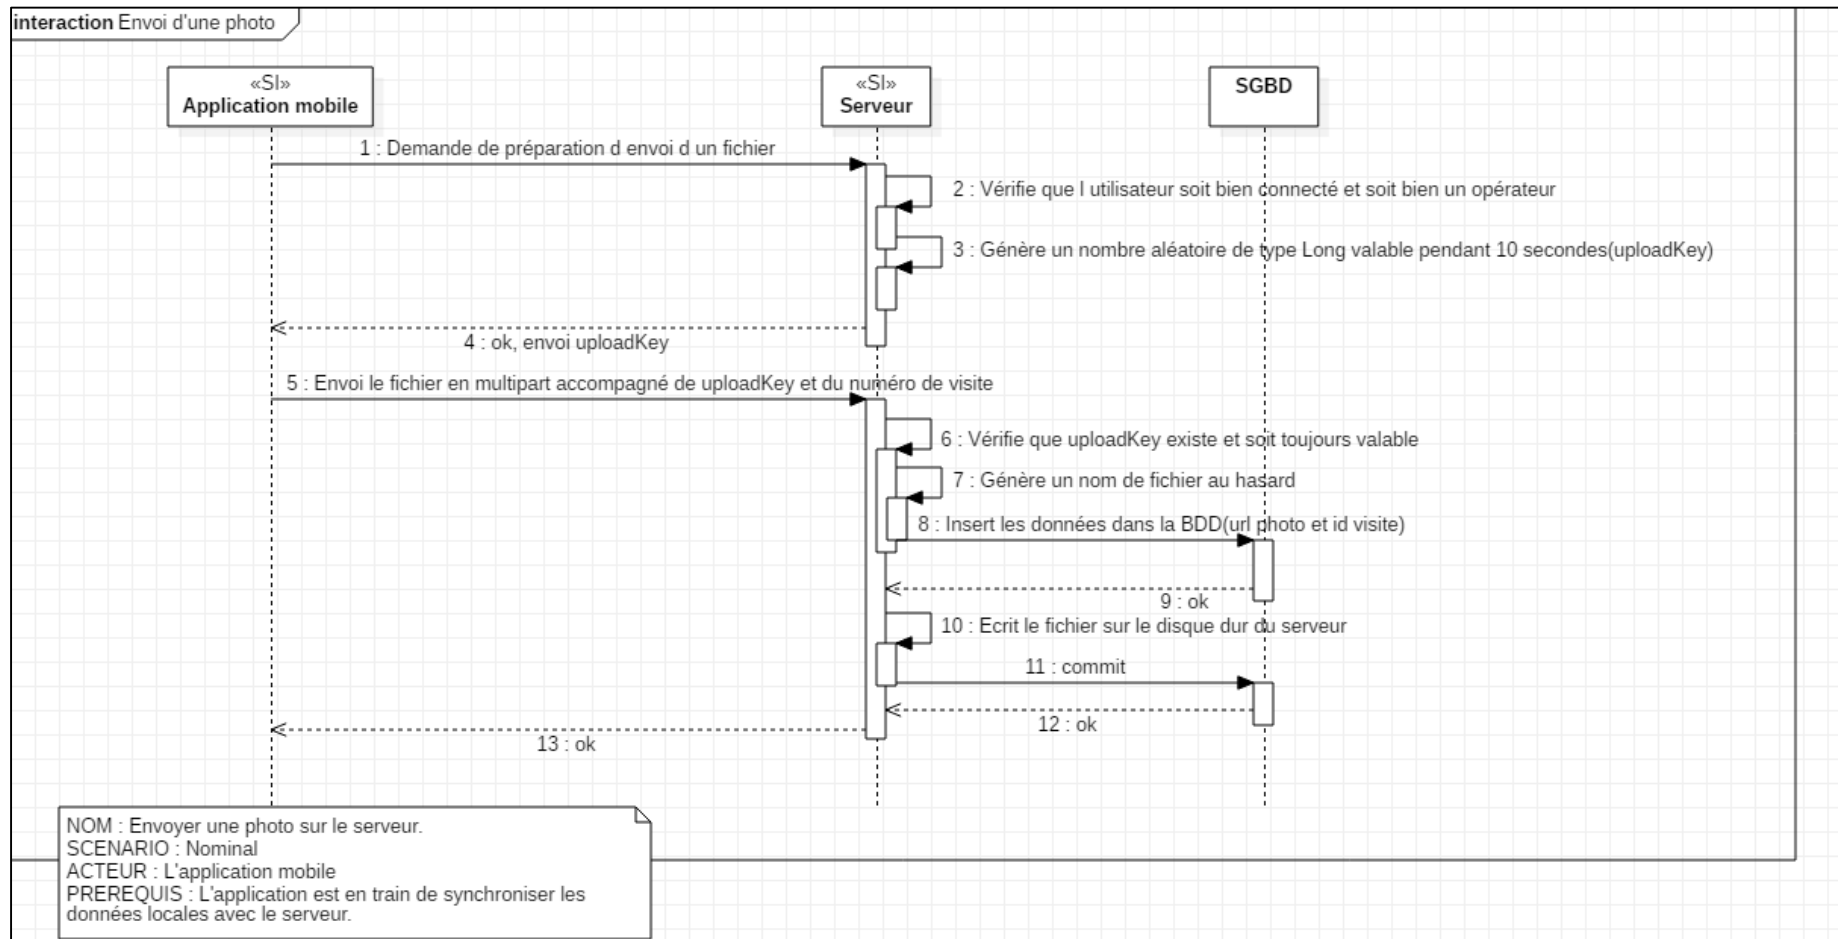 interaction Envoi d'une photo
«SI»
Application mobile
«SI»
Serveur
SGBD
1 : Demande de préparation d envoi d un fichier
2 : Vérifie que l utilisateur soit bien connecté et soit bien un opérateur
3 : Génère un nombre aléatoire de type Long valable pendant 10 secondes(uploadKey)
4 : ok, envoi uploadKey
5 : Envoi le fichier en multipart accompagné de uploadKey et du numéro de visite
6 : Vérifie que uploadKey existe et soit toujours valable
7 : Génère un nom de fichier au hasard
8 : Insert les données dans la BDD(url photo et id visite)
9 : ok
10 : Ecrit le fichier sur le disque dur du serveur
11 : commit
12 : ok
13 : ok
NOM : Envoyer une photo sur le serveur.
SCENARIO : Nominal
ACTEUR : L'application mobile
PREREQUIS : L'application est en train de synchroniser les
données locales avec le serveur.